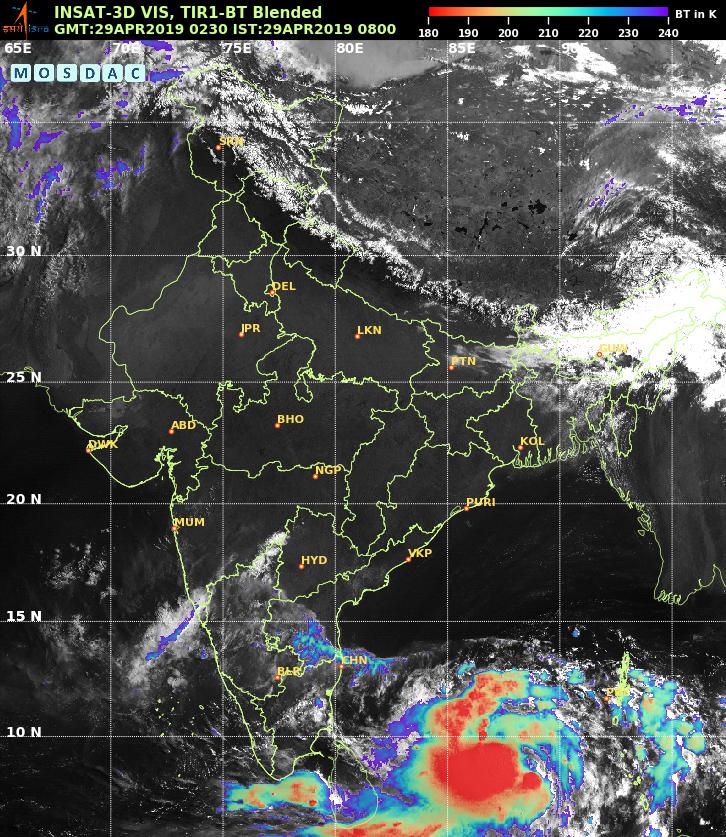 INSAT-3D VIS, TIR1-BT Blended
GMT:29APR2019 0230 IST:29APR2019 0800
BT in K
180 190 200 210 220 230 240
65E 70E 75E 80E 85E 90E
MOSDAC
SRN
30 N
DEL
JPR
LKN
GUW
PTN
25 N
BHO
ABD
DWK
KOL
NGP
20 N
PURI
MUM
VKP
HYD
15 N
CHN
BLR
10 N